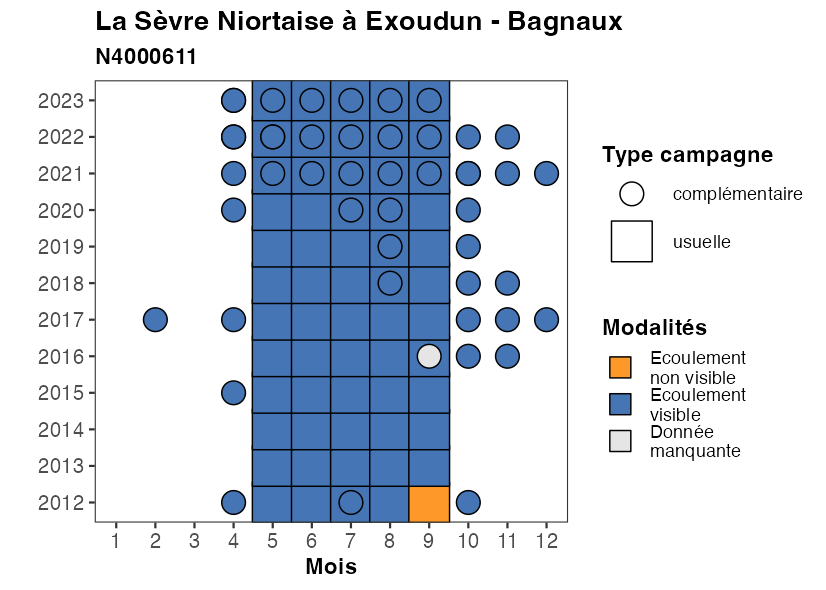 La Sèvre Niortaise à Exoudun - Bagnaux
N4000611
2023
2022
2021
2020
2019
2018
2017
2016
2015
2014
2013
2012
1 2 3 4 5 6 7 8 9 10 11 12
Mois
Type campagne
complémentaire
usuelle
Modalités
Ecoulement
non visible
Ecoulement
visible
Donnée
manquante